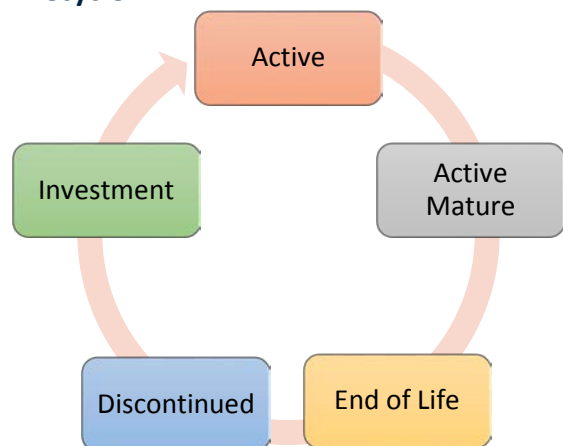 Active
Active
Mature
End of Life
Discontinued
Investment